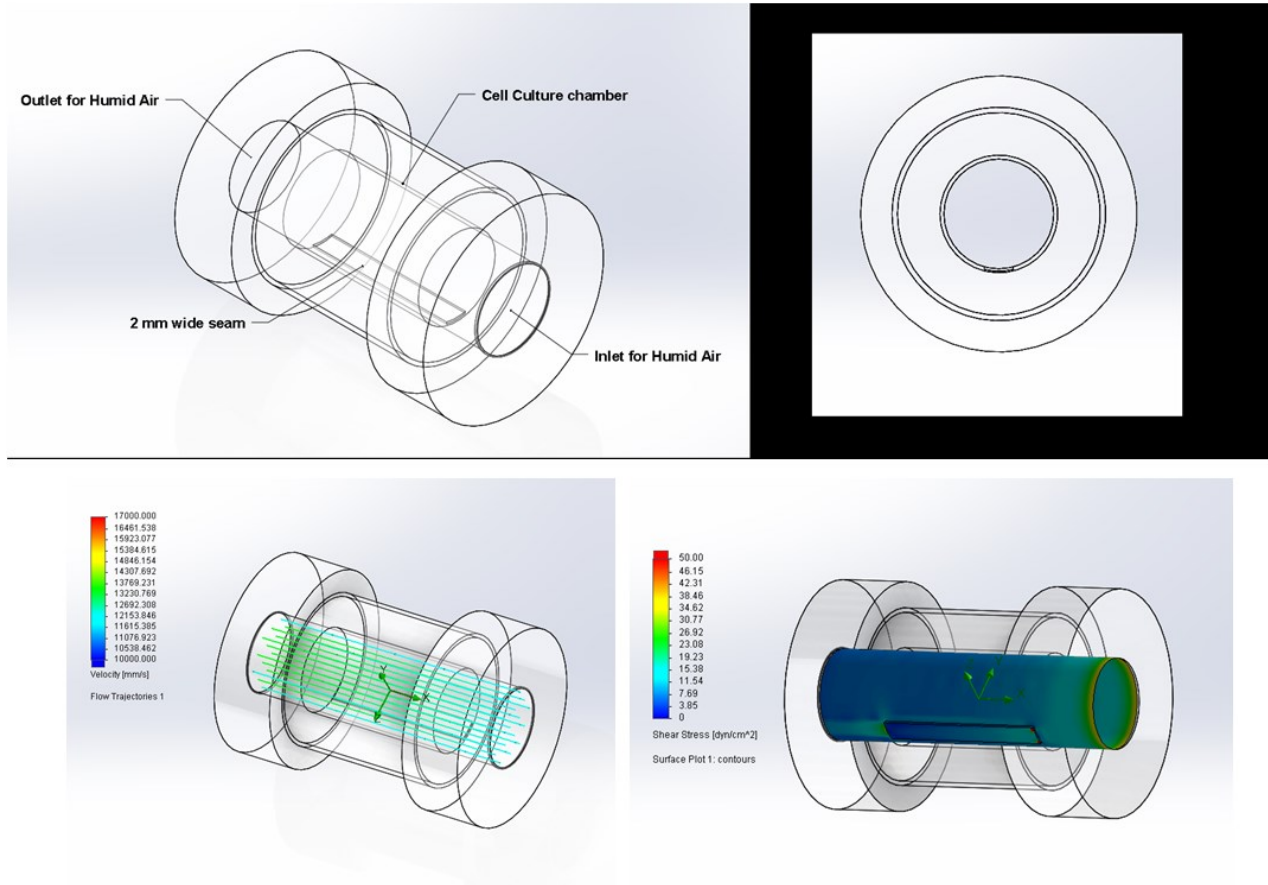 Outlet for Humid Air
Cell Culture chamber
2 mm wide seam
Inlet for Humid Air
17000.000
16461.538
15923.077
15384.615
14846.154
14307.692
13769.231
13230.769
12692.308
12153.846
11615.385
11076.923
10538.462
10000.000
Velocity [mm/s]
Flow Trajectories 1
Y
X
50.00
46.15
42.31
38.46
34.62
30.77
26.92
23.08
19.23
15.38
11.54
7.69
3.85
0
Shear Stress [dyn/cm^2]
Surface Plot 1: contours
Y
X